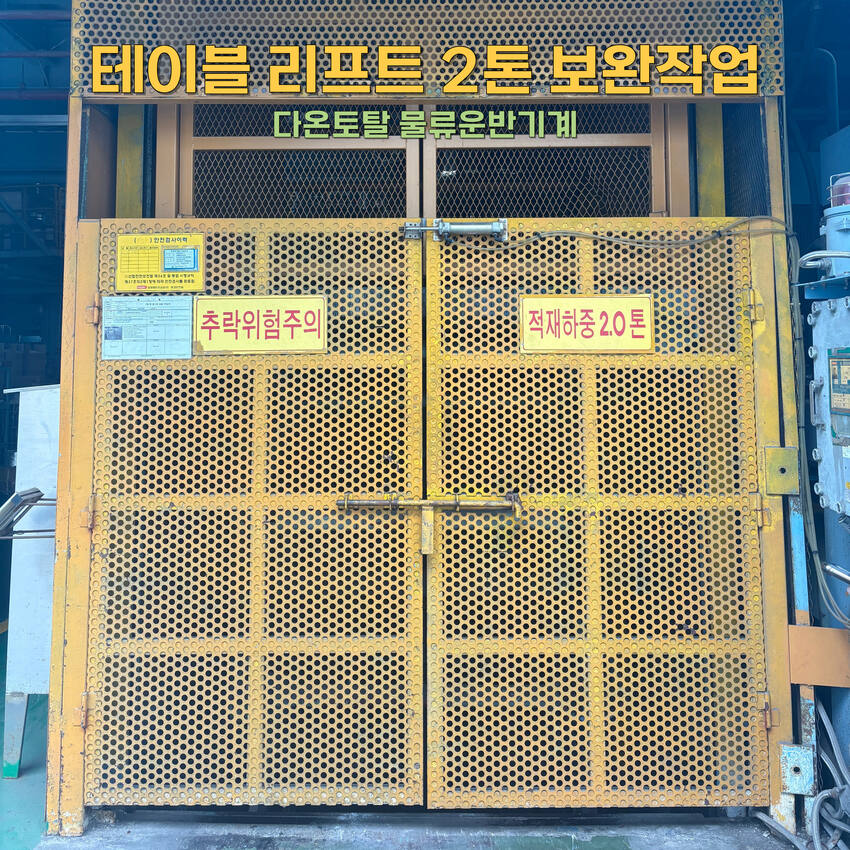 테이블 리프트 2톤 보완작업
다온토탈 물류운반기계
안전검사이력
추락위험주의
적재하중 2.0 톤